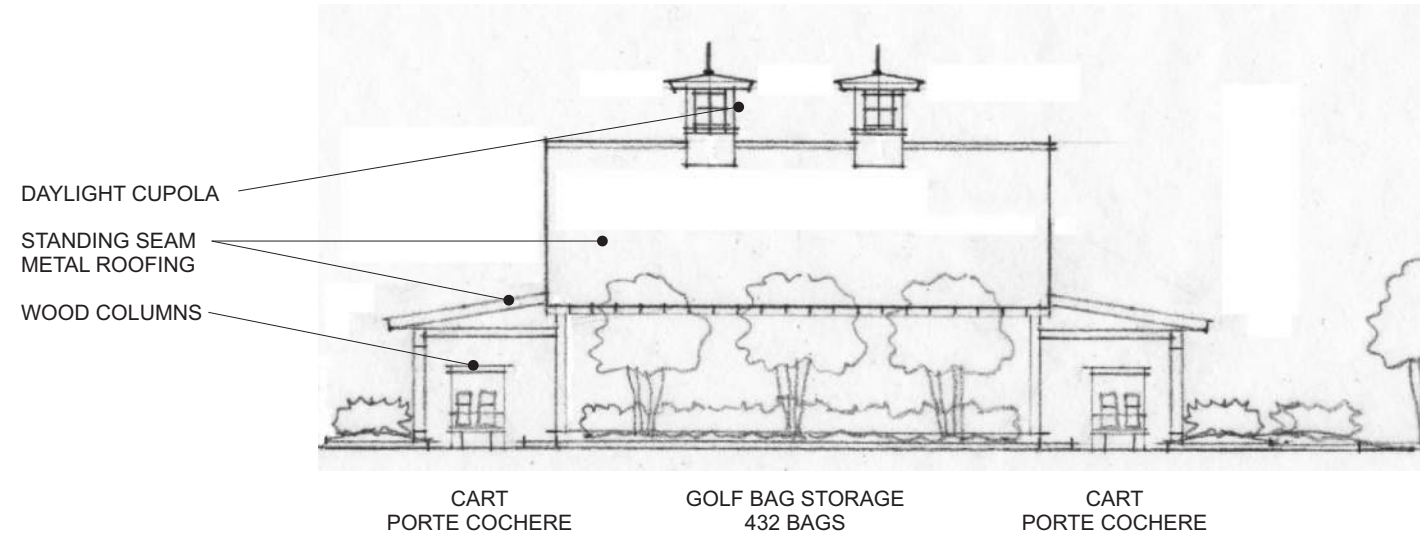 DAYLIGHT CUPOLA
STANDING SEAM
METAL ROOFING
WOOD COLUMNS
CART
PORTE COCHERE
GOLF BAG STORAGE
432 BAGS
CART
PORTE COCHERE